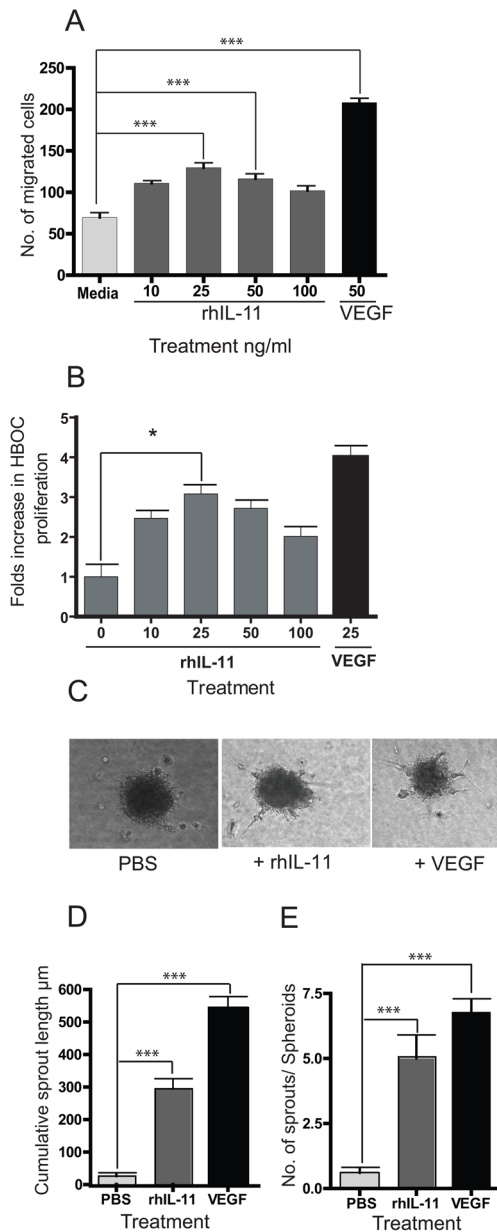 A
No. of migrated cells
250
200
150
100
50
0
***
***
***
Media 10 25 50 100 50
rhIL-11 VEGF
Treatment ng/ml
B
Folds increase in HBOC
proliferation
5
4
3
2
1
0
*
0 10 25 50 100 25
rhIL-11 VEGF
Treatment
C
PBS + rhIL-11 + VEGF
D
Cumulative sprout length µm
600
500
400
300
200
100
0
***
***
PBS rhIL-11 VEGF
Treatment
E
No. of sprouts/ Spheroids
7.5
5.0
2.5
0.0
***
***
PBS rhIL-11 VEGF
Treatment